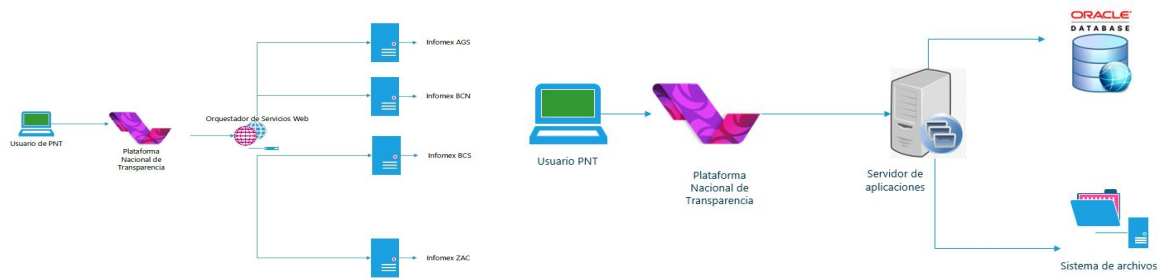 Usuario de PNT
Plataforma
Nacional de
Transparencia
Orquestador de Servicios Web
Infomex AGS
Infomex BCN
Infomex BCS
Infomex ZAC
Usuario PNT
Plataforma
Nacional de
Transparencia
Servidor de
aplicaciones
ORACLE
DATABASE
Sistema de archivos